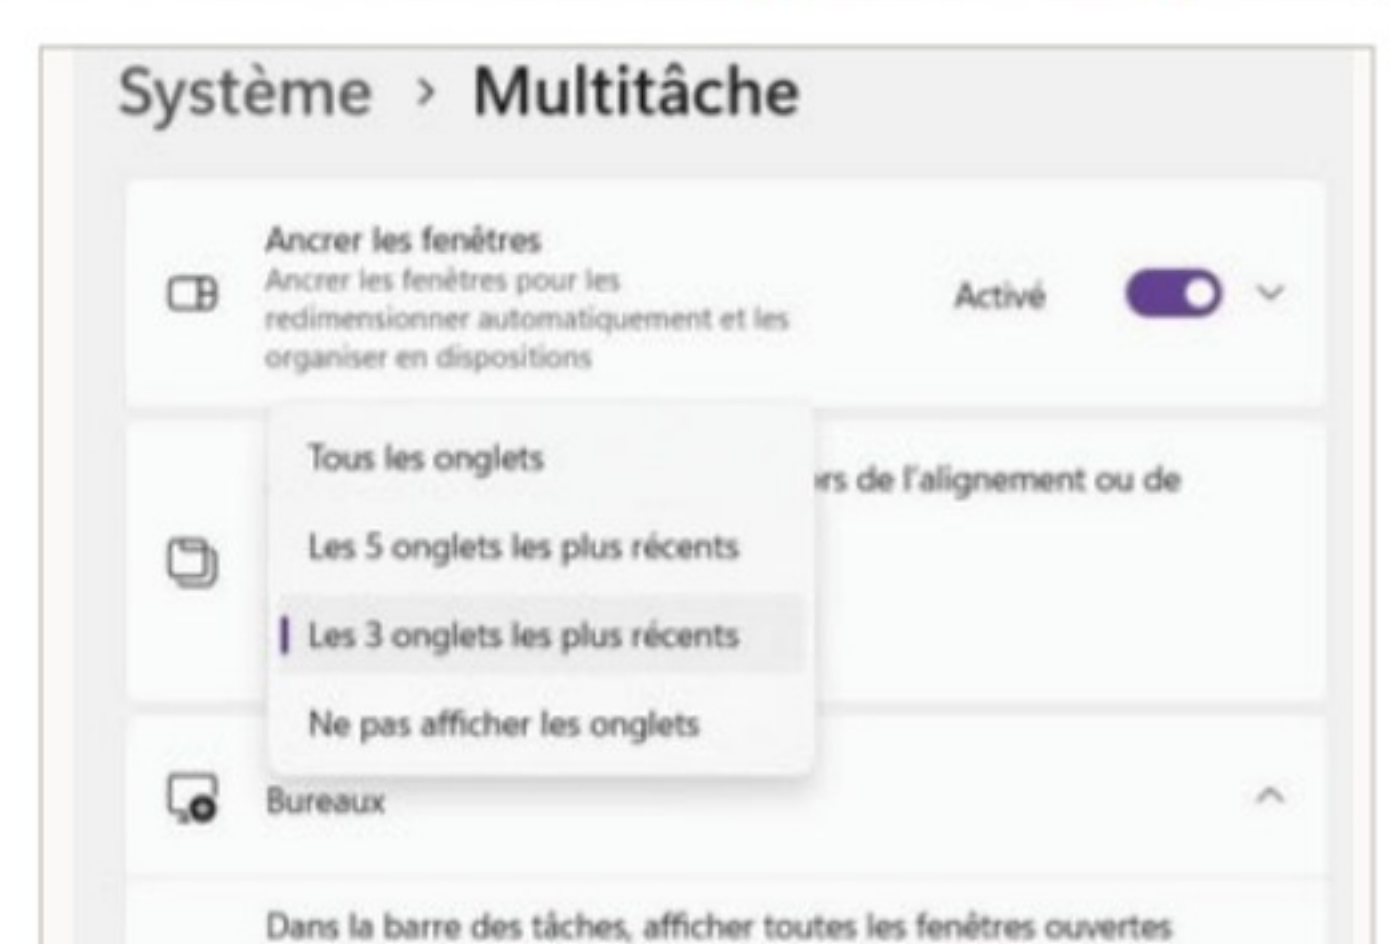 Système > Multitâche
Ancrer les fenêtres
Ancrer les fenêtres pour les
redimensionner automatiquement et les
organiser en dispositions
Activé
Tous les onglets
de l'alignement ou de
Les 5 onglets les plus récents
Les 3 onglets les plus récents
Ne pas afficher les onglets
Bureaux
Dans la barre des tâches, afficher toutes les fenêtres ouvertes